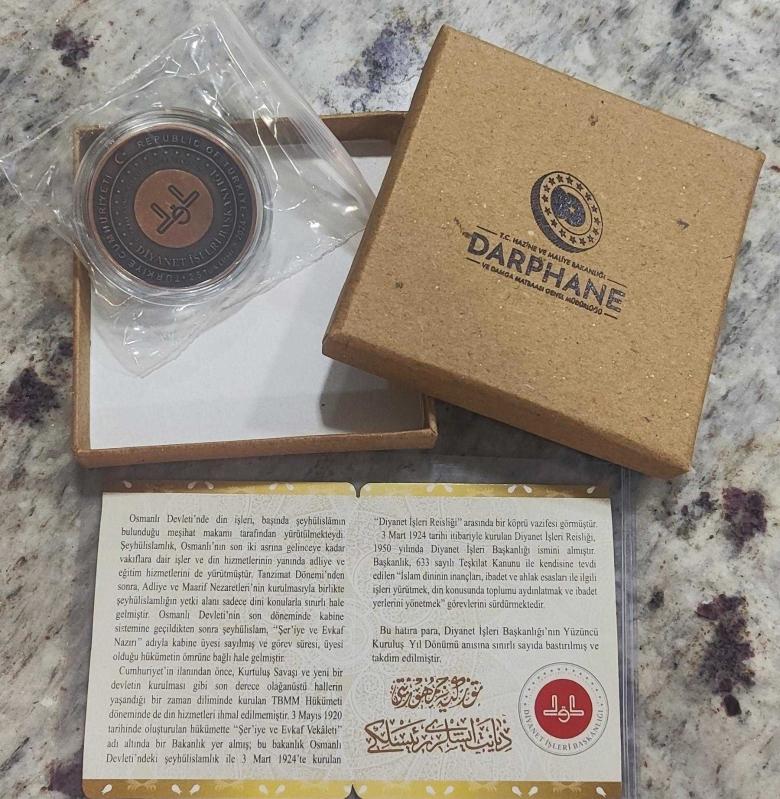 REPUBLIC OF TÜRKİYE
TÜRKİYE CUMHURİYETİ
DİYANET İŞLERİ BAŞKANLIĞI
T.C. HAZİNE VE MALİYE BAKANLIĞI
DARPHANE
VE DAMGA MATBAASI GENEL MÜDÜRLÜĞÜ
Osmanlı Devleti’nde din işleri, başında şeyhülislâmın
bulunduğu meşihat makamı tarafından yürütülmekteydi.
Şeyhülislamlık, Osmanlı’nın son iki asrına gelinceye kadar
vakıflara dair işler ve din hizmetlerinin yanında adliye ve
eğitim hizmetlerini de yürütmüştür. Tanzimat Dönemi’nden
sonra, Adliye ve Maarif Nezaretleri’nin kurulmasıyla birlikte
şeyhülislamlığın yetki alanı sadece dini konularla sınırlı hale
gelmiştir. Osmanlı Devleti’nin son döneminde kabine
sistemine geçildikten sonra şeyhülislam, “Şer’iye ve Evkaf
Nazırı” adıyla kabine üyesi sayılmış ve görev süresi, üyesi
olduğu hükümetin ömrüne bağlı hale gelmiştir.
Cumhuriyet’in ilanından önce, Kurtuluş Savaşı ve yeni bir
devletin kurulması gibi son derece olağanüstü hallerin
yaşandığı bir zaman diliminde kurulan TBMM Hükümeti
döneminde de din hizmetleri ihmal edilmemiştir. 3 Mayıs 1920
tarihinde oluşturulan hükümette “Şer’iye ve Evkaf Vekâleti”
adı altında bir Bakanlık yer almış; bu bakanlık Osmanlı
Devleti’ndeki şeyhülislamlık ile 3 Mart 1924’te kurulan
“Diyanet İşleri Reisliği” arasında bir köprü vazifesi görmüştür.
3 Mart 1924 tarihi itibariyle kurulan Diyanet İşleri Reisliği,
1950 yılında Diyanet İşleri Başkanlığı ismini almıştır.
Başkanlık, 633 sayılı Teşkilat Kanunu ile kendisine tevdi
edilen “İslam dininin inançları, ibadet ve ahlak esasları ile ilgili
işleri yürütmek, din konusunda toplumu aydınlatmak ve ibadet
yerlerini yönetmek” görevlerini sürdürmektedir.
Bu hatıra para, Diyanet İşleri Başkanlığı’nın Yüzüncü
Kuruluş Yıl Dönümü anısına sınırlı sayıda bastırılmış ve
takdim edilmiştir.
توركيه جمهوريتى
ديانت ايشلرى رئيسلكى
DİYANET İŞLERİ BAŞKANLIĞI